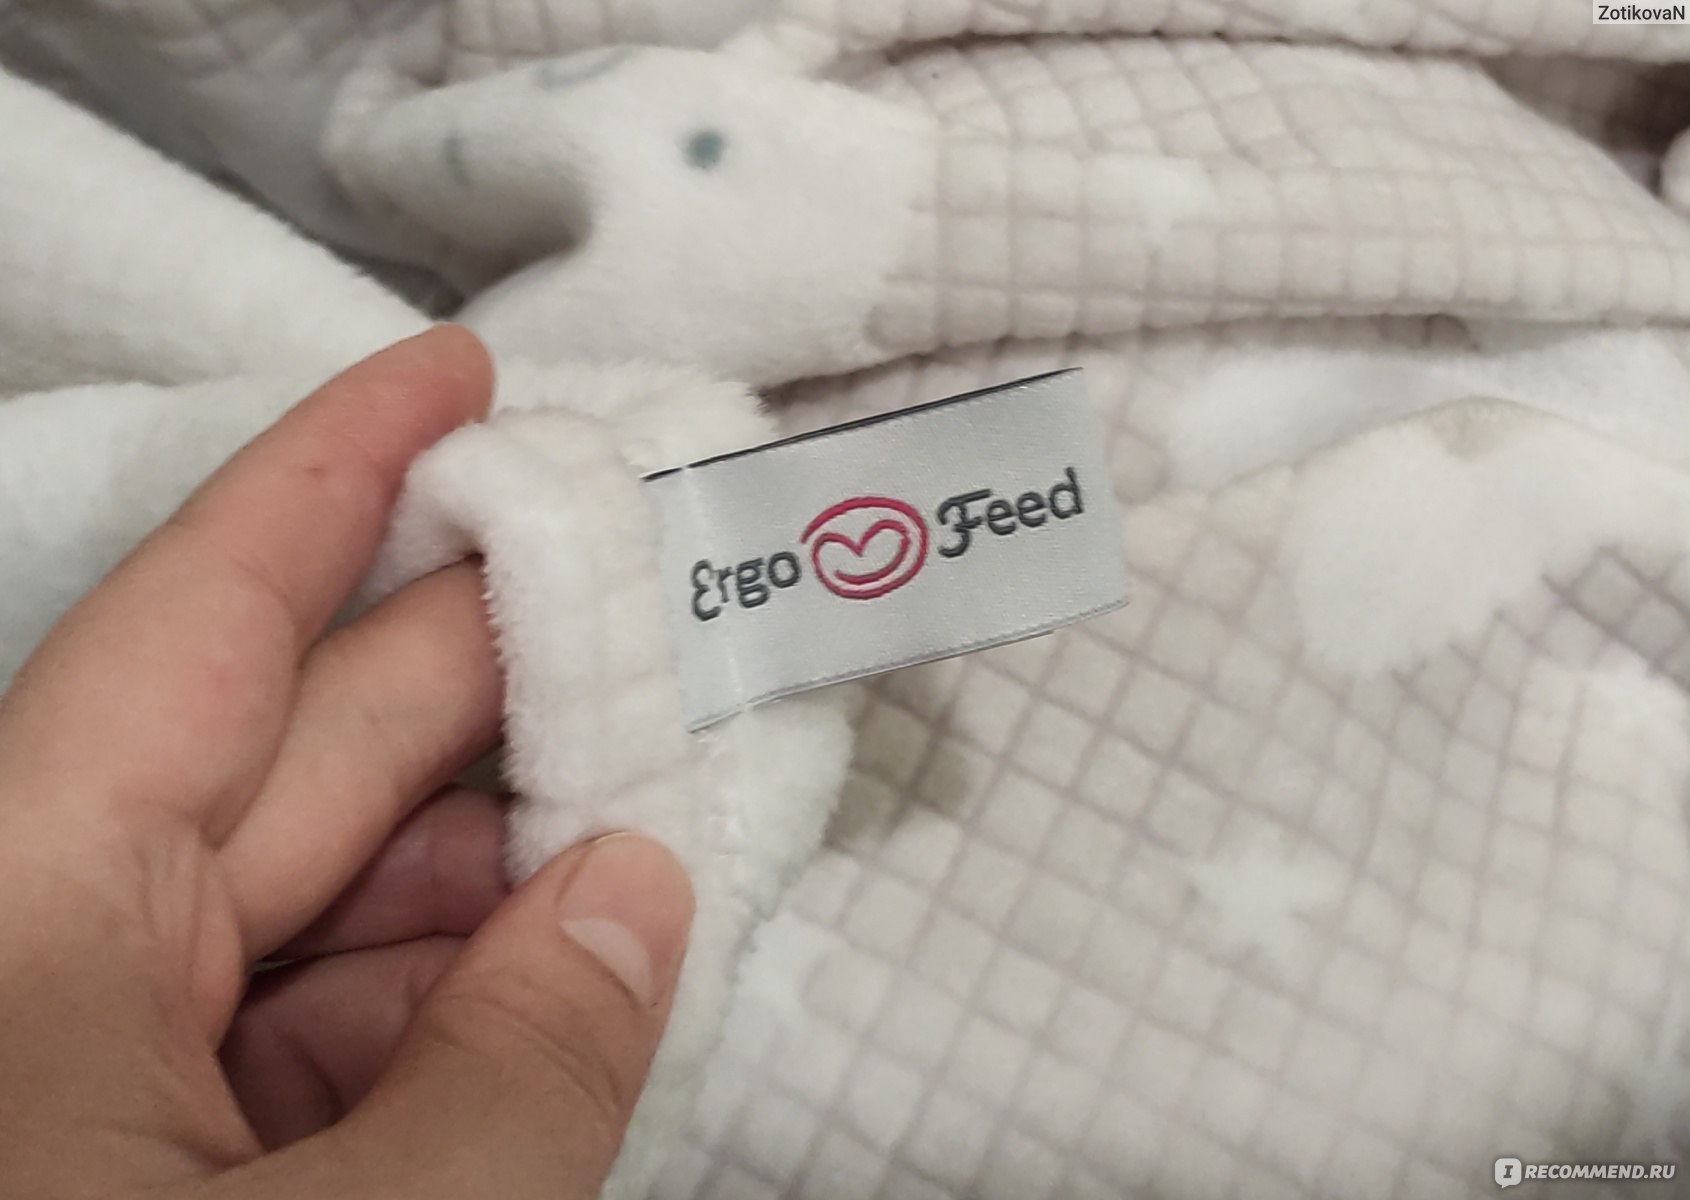 ZotikovaN
Ergo Feed
I RECOMMEND.RU